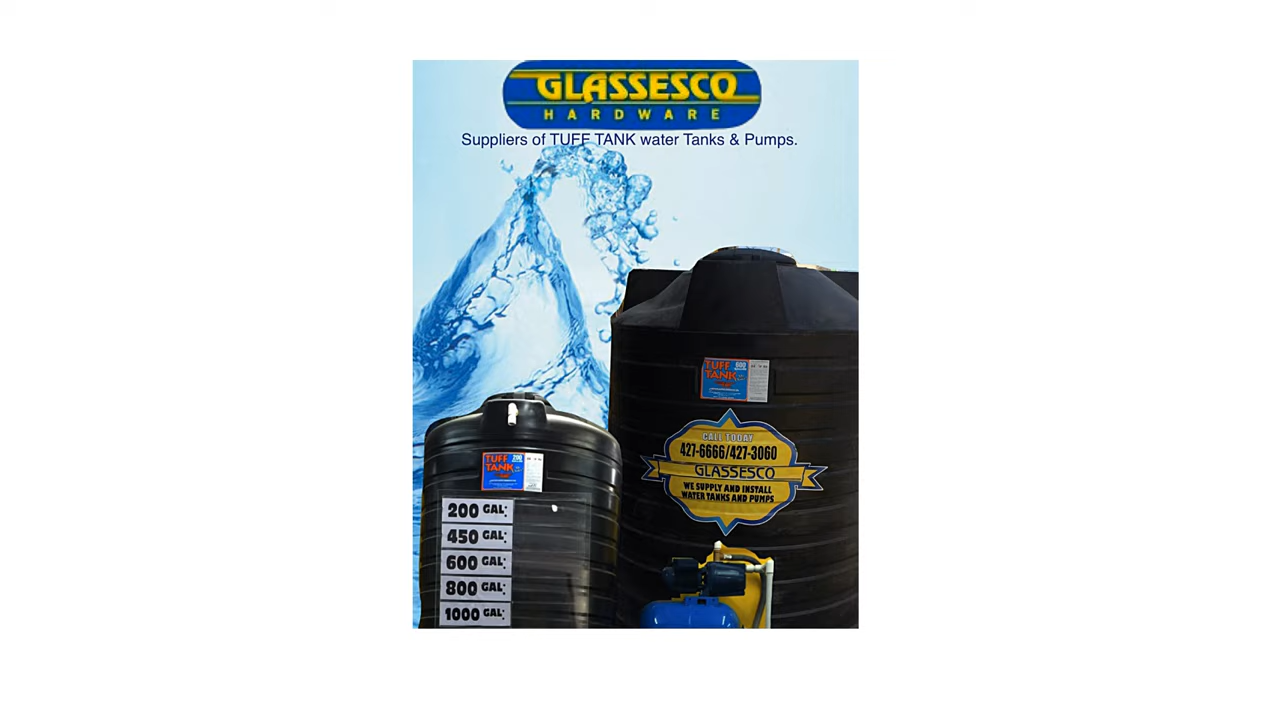 GLASSESCO
HARDWARE
Suppliers of TUFF TANK water Tanks & Pumps.
TUFF 600
TANK
CALL TODAY
427-6666/427-3060
GLASSESCO
WE SUPPLY AND INSTALL
WATER TANKS AND PUMPS
TUFF 200
TANK
200 GAL:
450 GAL:
600 GAL:
800 GAL:
1000 GAL: